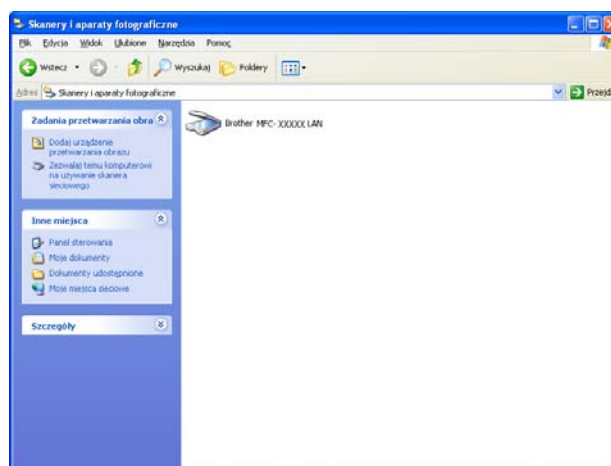 Skanery i aparaty fotograficzne
Plik Edycja Widok Ulubione Narzędzia Pomoc
Wstecz Wyszukaj Foldery
Adres Skanery i aparaty fotograficzne Przejdź
Zadania przetwarzania obra
Dodaj urządzenie
przetwarzania obrazu
Zezwalaj temu komputerowi
na używanie skanera
sieciowego
Inne miejsca
Panel sterowania
Moje dokumenty
Dokumenty udostępnione
Moje miejsca sieciowe
Szczegóły
Brother MFC-XXXXX LAN